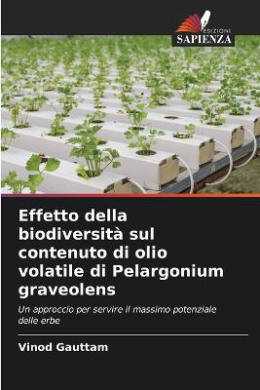 EDIZIONI
SAPIENZA
Effetto della
biodiversità sul
contenuto di olio
volatile di Pelargonium
graveolens
Un approccio per servire il massimo potenziale
delle erbe
Vinod Gauttam